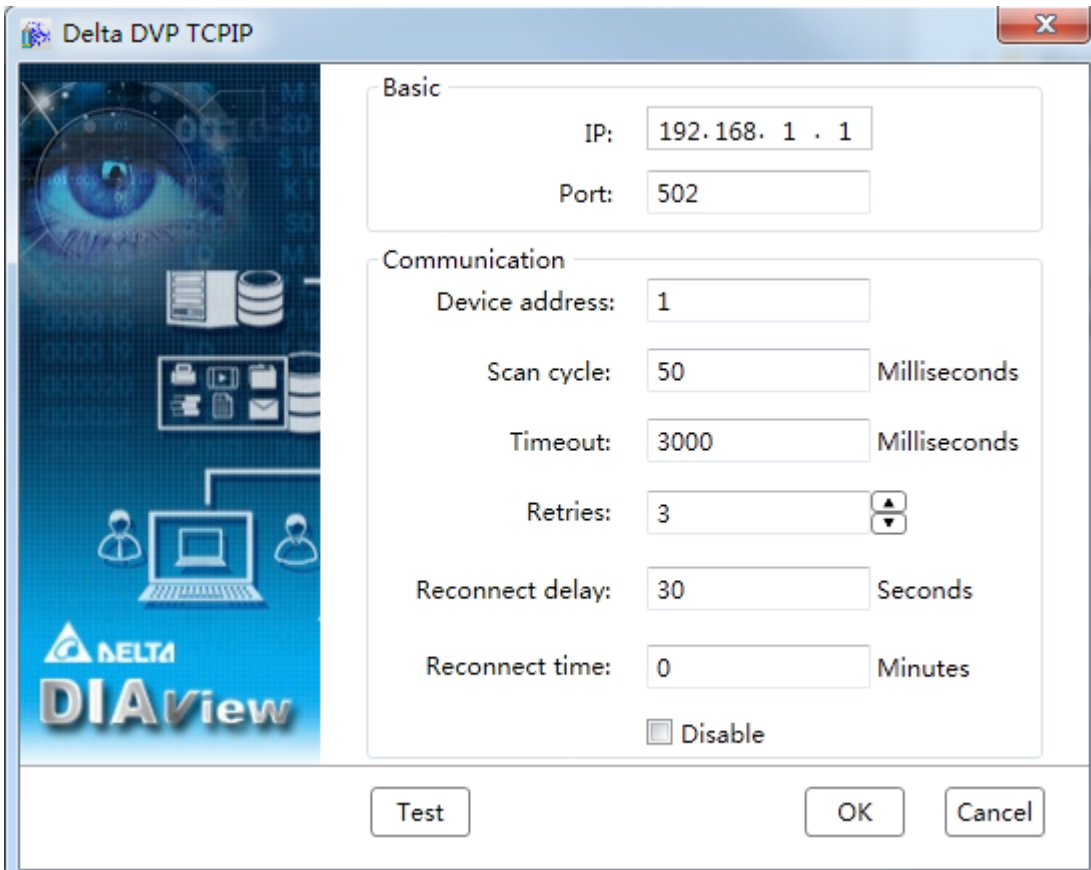 Delta DVP TCPIP
Basic
IP: 192.168. 1 . 1
Port: 502
Communication
Device address: 1
Scan cycle: 50 Milliseconds
Timeout: 3000 Milliseconds
Retries: 3
Reconnect delay: 30 Seconds
Reconnect time: 0 Minutes
Disable
DELTA
DIAView
Test OK Cancel